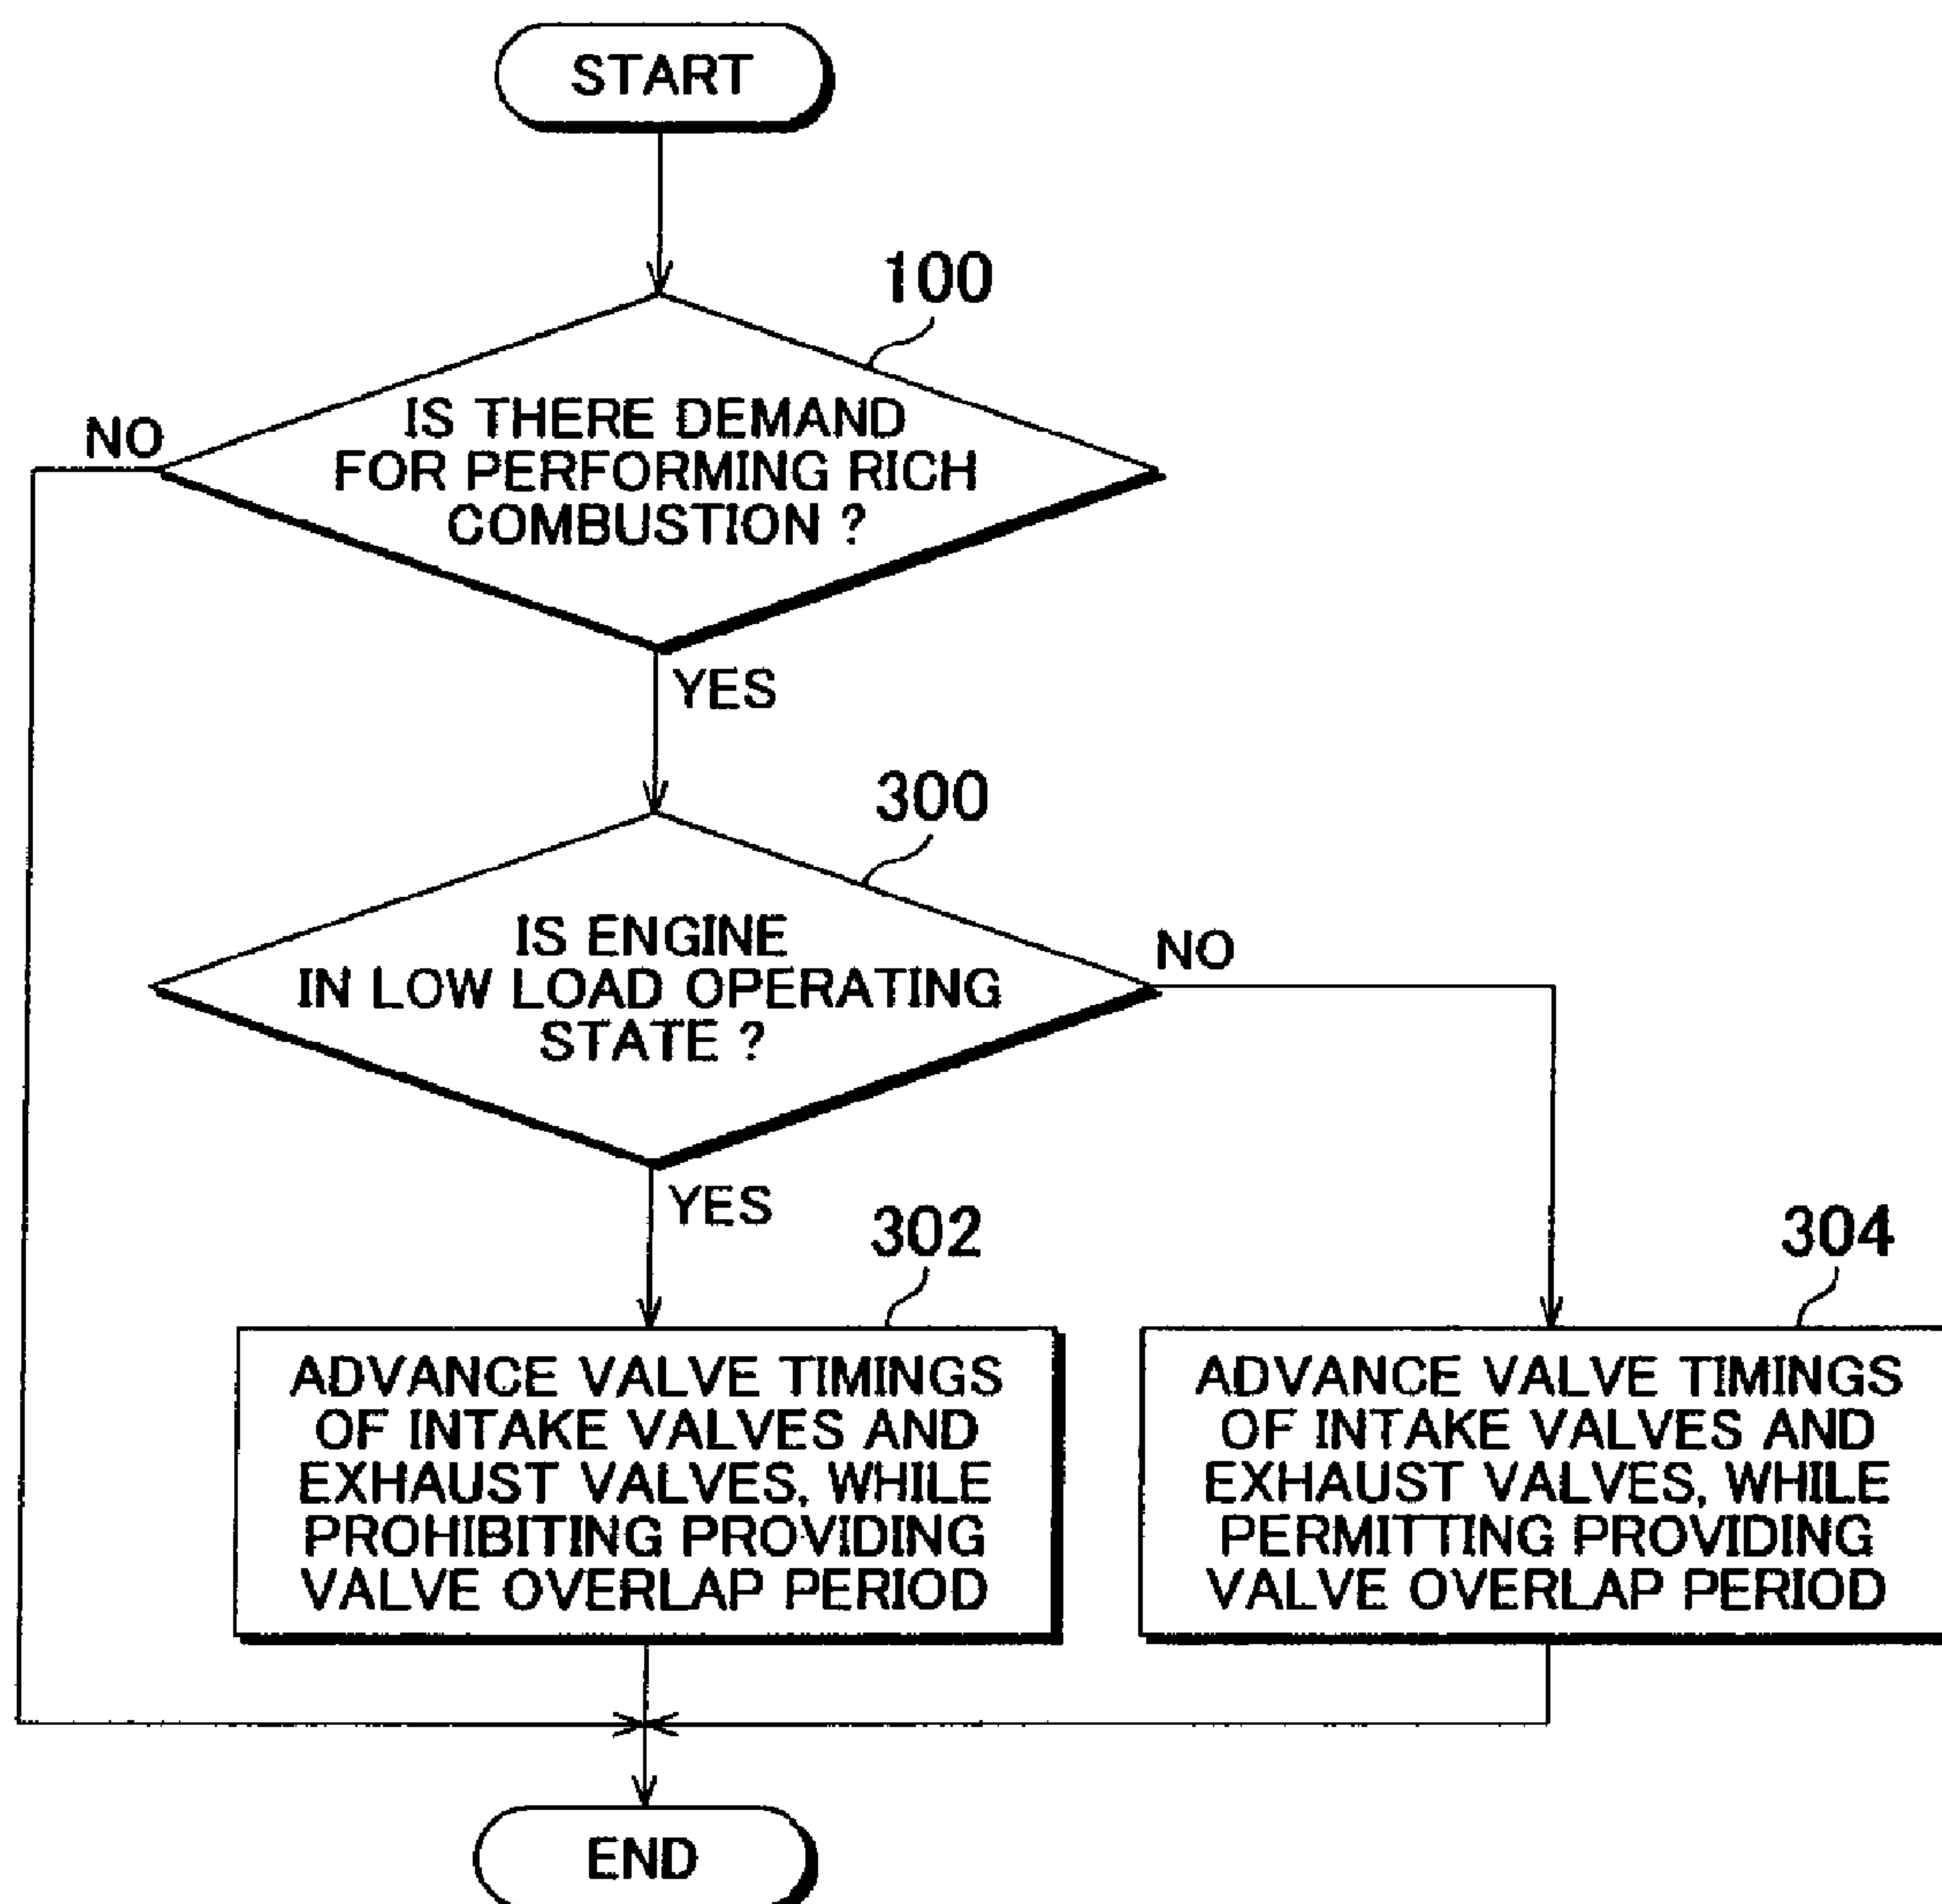 START
100
IS THERE DEMAND
FOR PERFORMING RICH
COMBUSTION ?
NO
YES
300
IS ENGINE
IN LOW LOAD OPERATING
STATE ?
NO
YES
302
ADVANCE VALVE TIMINGS
OF INTAKE VALVES AND
EXHAUST VALVES, WHILE
PROHIBITING PROVIDING
VALVE OVERLAP PERIOD
304
ADVANCE VALVE TIMINGS
OF INTAKE VALVES AND
EXHAUST VALVES, WHILE
PERMITTING PROVIDING
VALVE OVERLAP PERIOD
END